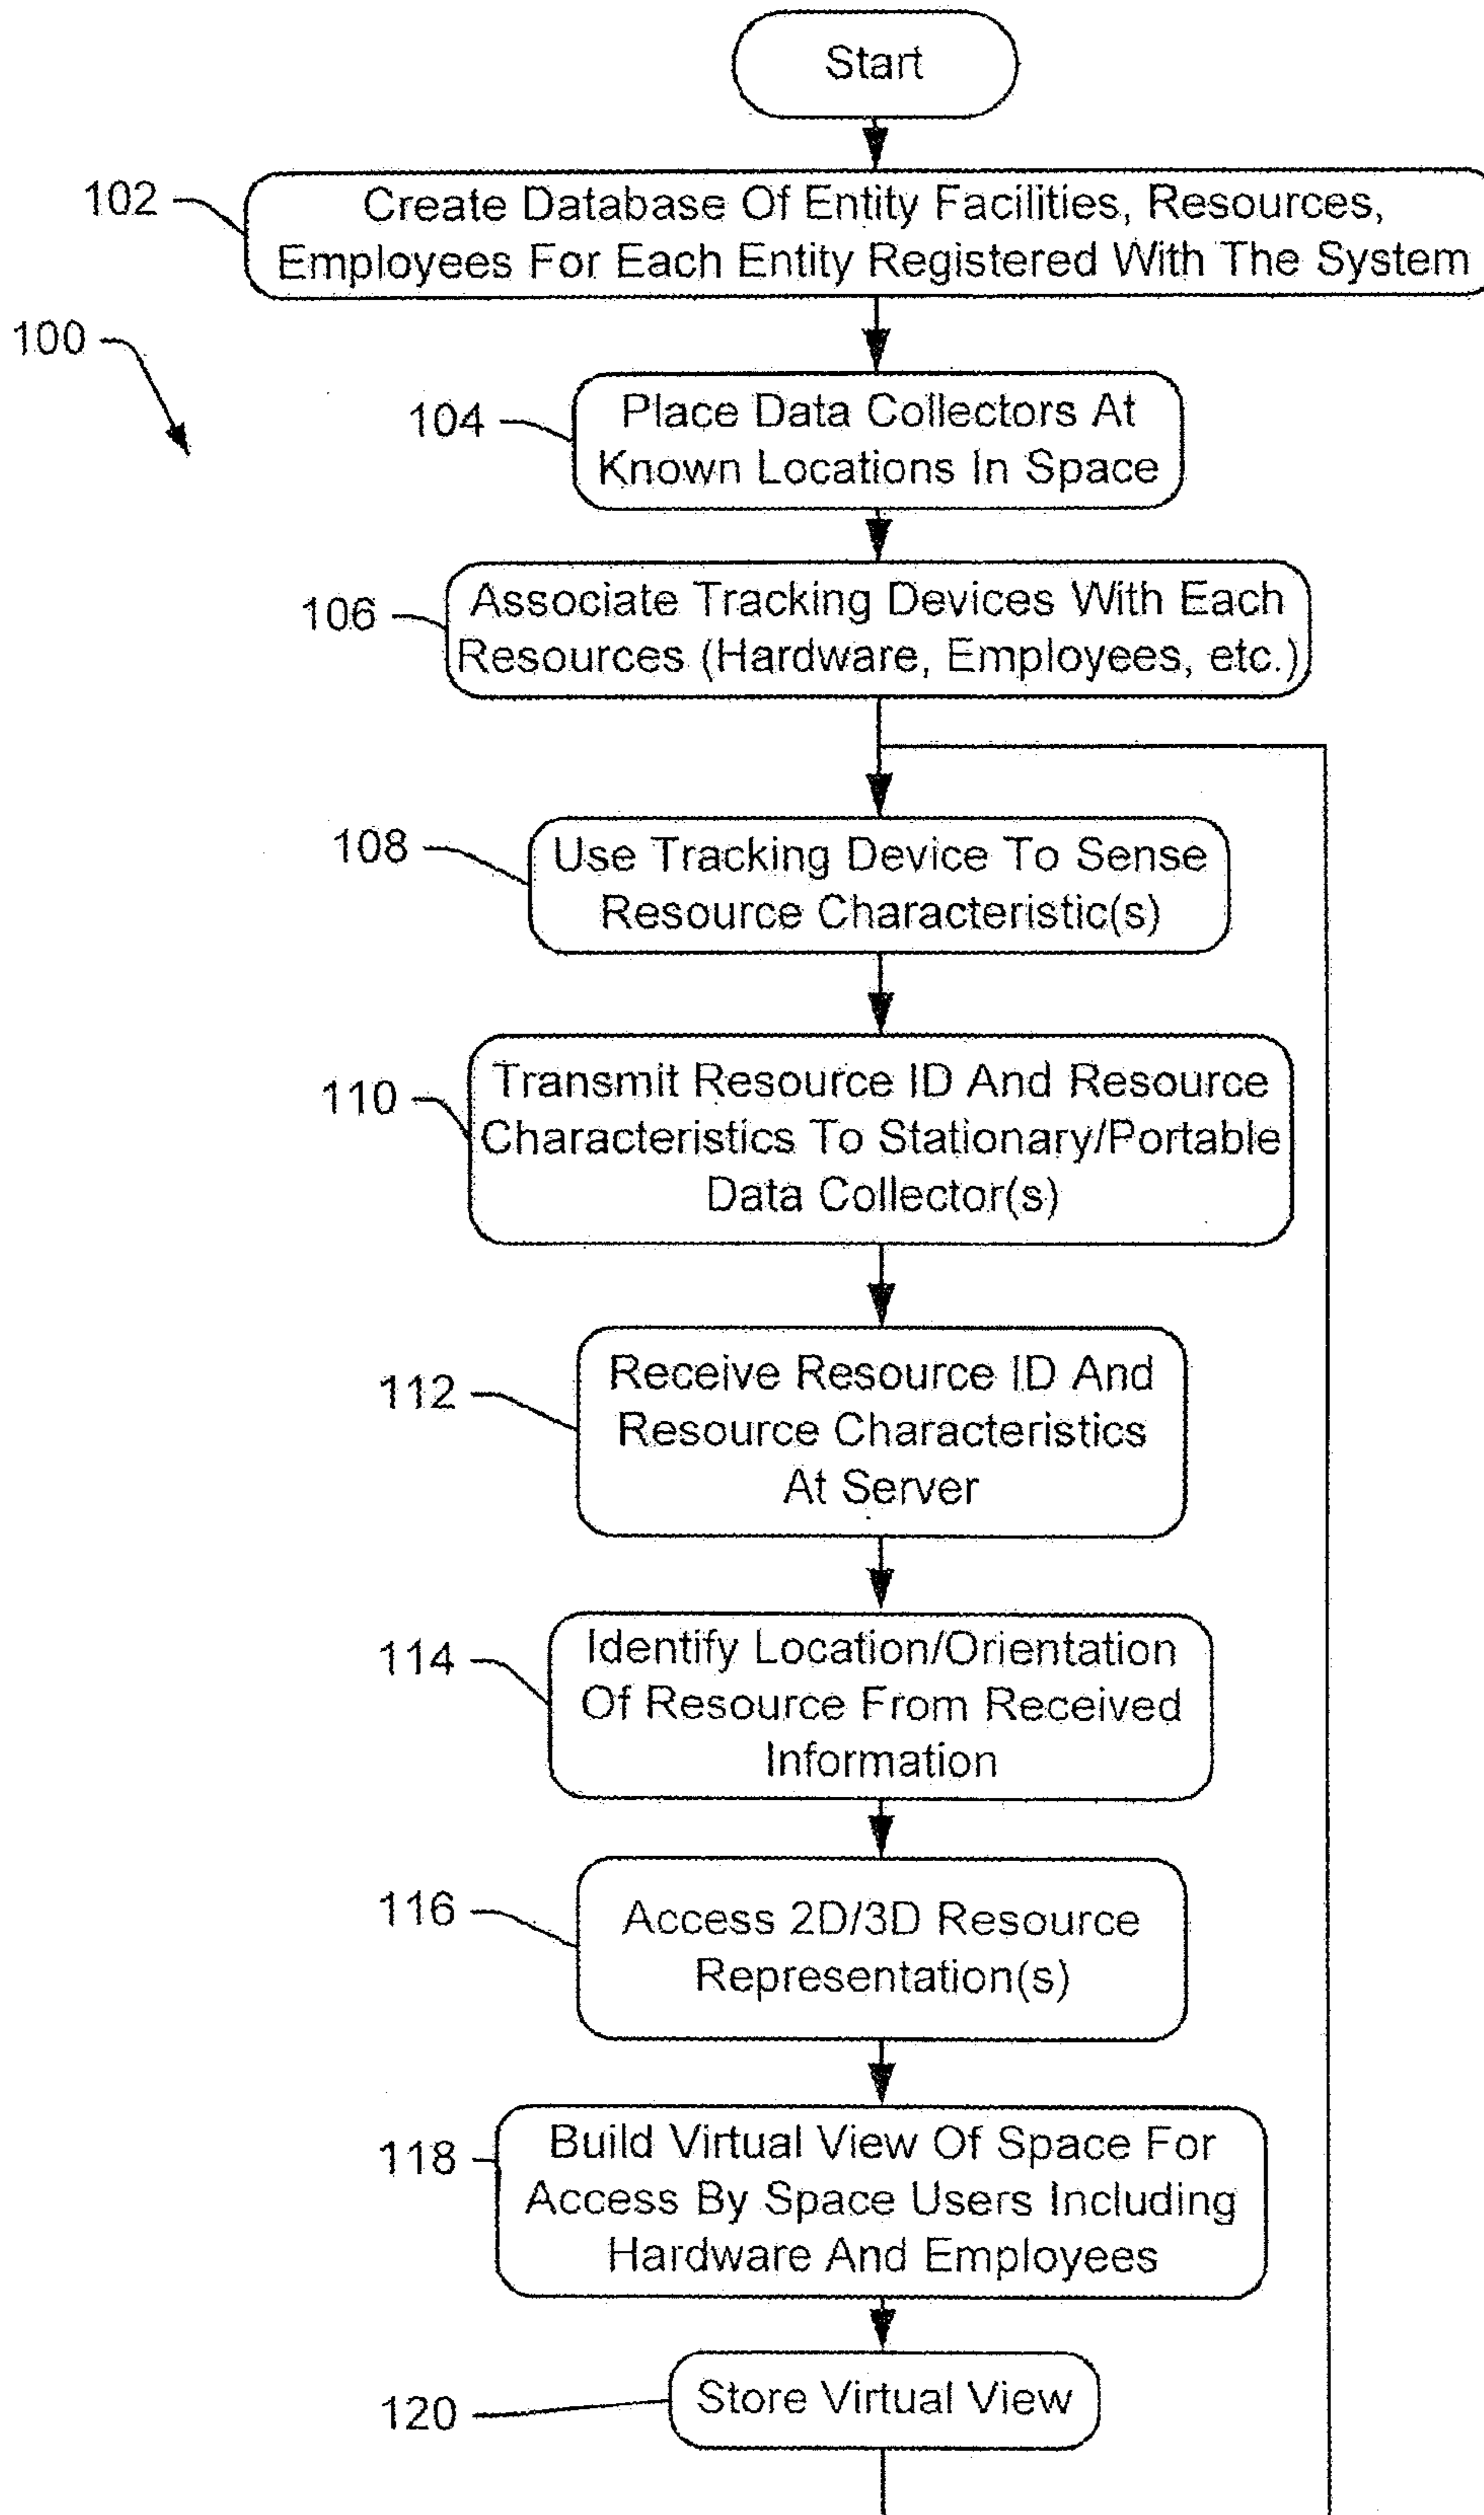 Start
102
Create Database Of Entity Facilities, Resources,
Employees For Each Entity Registered With The System
100
104
Place Data Collectors At
Known Locations In Space
106
Associate Tracking Devices With Each
Resources (Hardware, Employees, etc.)
108
Use Tracking Device To Sense
Resource Characteristic(s)
110
Transmit Resource ID And Resource
Characteristics To Stationary/Portable
Data Collector(s)
112
Receive Resource ID And
Resource Characteristics
At Server
114
Identify Location/Orientation
Of Resource From Received
Information
116
Access 2D/3D Resource
Representation(s)
118
Build Virtual View Of Space For
Access By Space Users Including
Hardware And Employees
120
Store Virtual View